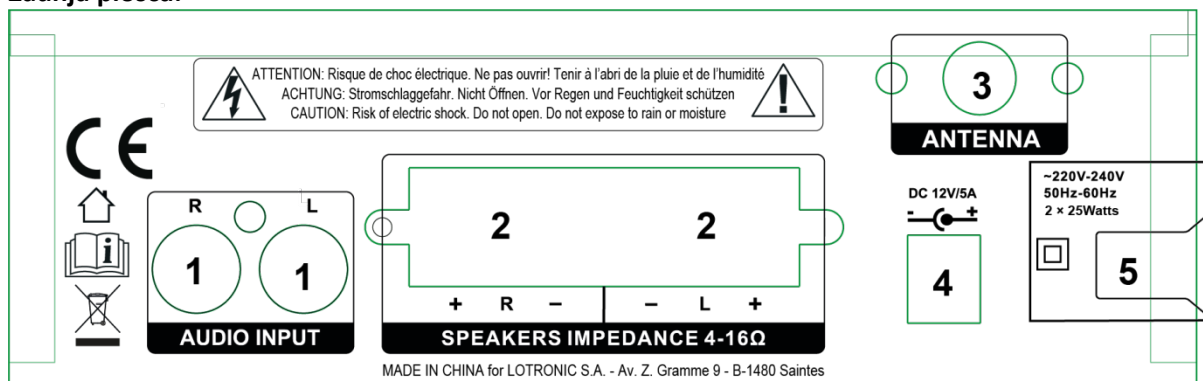 ATTENTION: Risque de choc électrique. Ne pas ouvrir! Tenir à l'abri de la pluie et de l'humidité
ACHTUNG: Stromschlaggefahr. Nicht Öffnen. Vor Regen und Feuchtigkeit schützen
CAUTION: Risk of electric shock. Do not open. Do not expose to rain or moisture
3
ANTENNA
CE
R L
1 1
AUDIO INPUT
2 2
+ R − − L +
SPEAKERS IMPEDANCE 4-16Ω
DC 12V/5A
- +
4
~220V-240V
50Hz-60Hz
2 × 25Watts
5
MADE IN CHINA for LOTRONIC S.A. - Av. Z. Gramme 9 - B-1480 Saintes